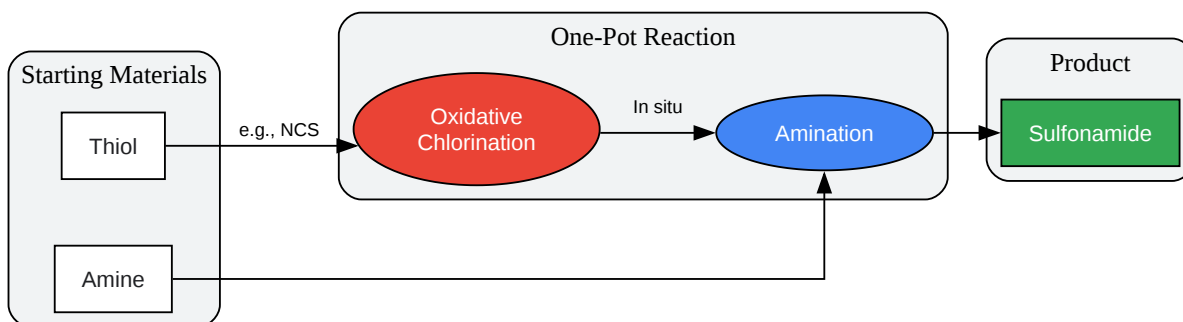 One-Pot Reaction
Starting Materials
Product
Thiol
e.g., NCS
Oxidative
Chlorination
In situ
Amination
Sulfonamide
Amine